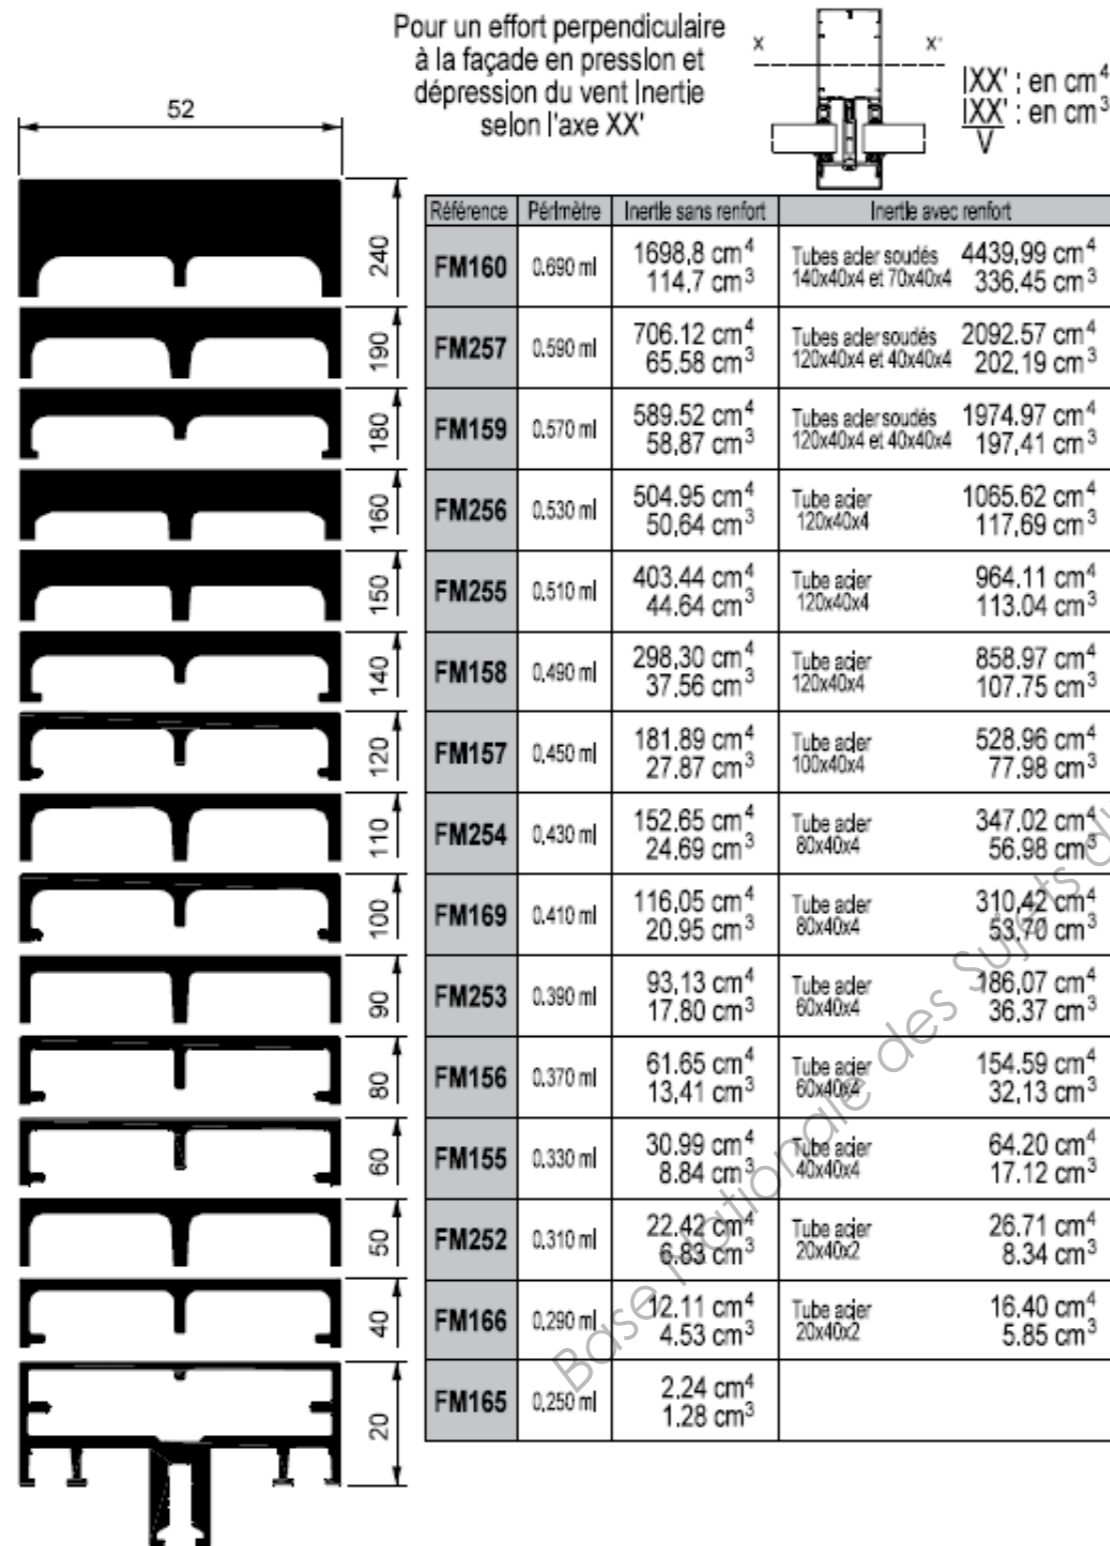 Pour un effort perpendiculaire
à la façade en pression et
dépression du vent Inertie
selon l'axe XX'
X X'
IXX' : en cm⁴
IXX' : en cm³
V
52
Référence Périmètre Inertie sans renfort Inertie avec renfort
240 FM160 0.690 ml 1698,8 cm⁴ Tubes acier soudés 4439,99 cm⁴
114,7 cm³ 140x40x4 et 70x40x4 336.45 cm³
190 FM257 0.590 ml 706.12 cm⁴ Tubes acier soudés 2092.57 cm⁴
65,58 cm³ 120x40x4 et 40x40x4 202,19 cm³
180 FM159 0.570 ml 589.52 cm⁴ Tubes acier soudés 1974.97 cm⁴
58,87 cm³ 120x40x4 et 40x40x4 197,41 cm³
160 FM256 0.530 ml 504.95 cm⁴ Tube acier 1065.62 cm⁴
50,64 cm³ 120x40x4 117,69 cm³
150 FM255 0.510 ml 403.44 cm⁴ Tube acier 964.11 cm⁴
44.64 cm³ 120x40x4 113.04 cm³
140 FM158 0,490 ml 298,30 cm⁴ Tube acier 858.97 cm⁴
37.56 cm³ 120x40x4 107.75 cm³
120 FM157 0,450 ml 181.89 cm⁴ Tube acier 528.96 cm⁴
27.87 cm³ 100x40x4 77.98 cm³
110 FM254 0,430 ml 152.65 cm⁴ Tube acier 347.02 cm⁴
24.69 cm³ 80x40x4 56.98 cm³
100 FM169 0.410 ml 116,05 cm⁴ Tube acier 310,42 cm⁴
20.95 cm³ 80x40x4 53,70 cm³
90 FM253 0.390 ml 93,13 cm⁴ Tube acier 186,07 cm⁴
17,80 cm³ 60x40x4 36.37 cm³
80 FM156 0.370 ml 61.65 cm⁴ Tube acier 154.59 cm⁴
13,41 cm³ 60x40x4 32,13 cm³
60 FM155 0.330 ml 30.99 cm⁴ Tube acier 64.20 cm⁴
8.84 cm³ 40x40x4 17.12 cm³
50 FM252 0.310 ml 22.42 cm⁴ Tube acier 26.71 cm⁴
6.83 cm³ 20x40x2 8.34 cm³
40 FM166 0,290 ml 12.11 cm⁴ Tube acier 16.40 cm⁴
4.53 cm³ 20x40x2 5.85 cm³
20 FM165 0,250 ml 2.24 cm⁴
1.28 cm³
Base Nationale des Sujets